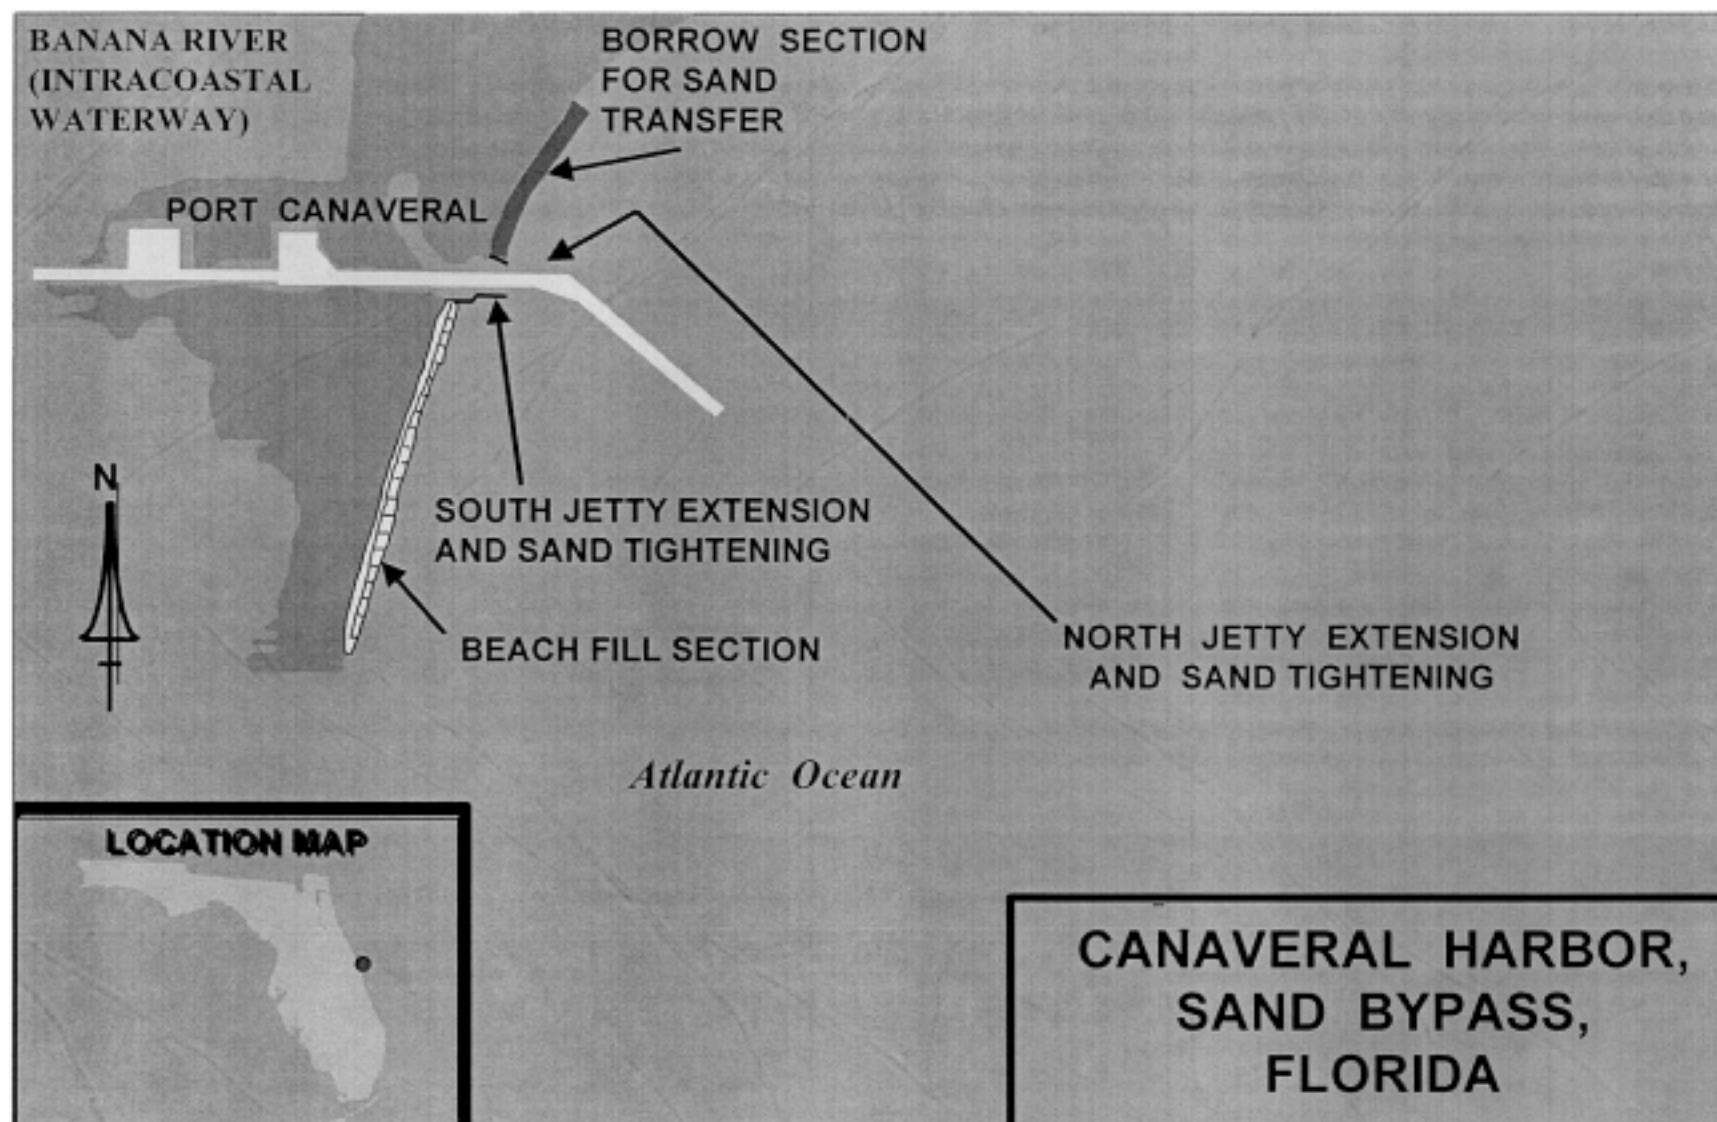 BANANA RIVER
(INTRACOASTAL
WATERWAY)
BORROW SECTION
FOR SAND
TRANSFER
PORT CANAVERAL
N
SOUTH JETTY EXTENSION
AND SAND TIGHTENING
BEACH FILL SECTION
NORTH JETTY EXTENSION
AND SAND TIGHTENING
Atlantic Ocean
LOCATION MAP
CANAVERAL HARBOR,
SAND BYPASS,
FLORIDA